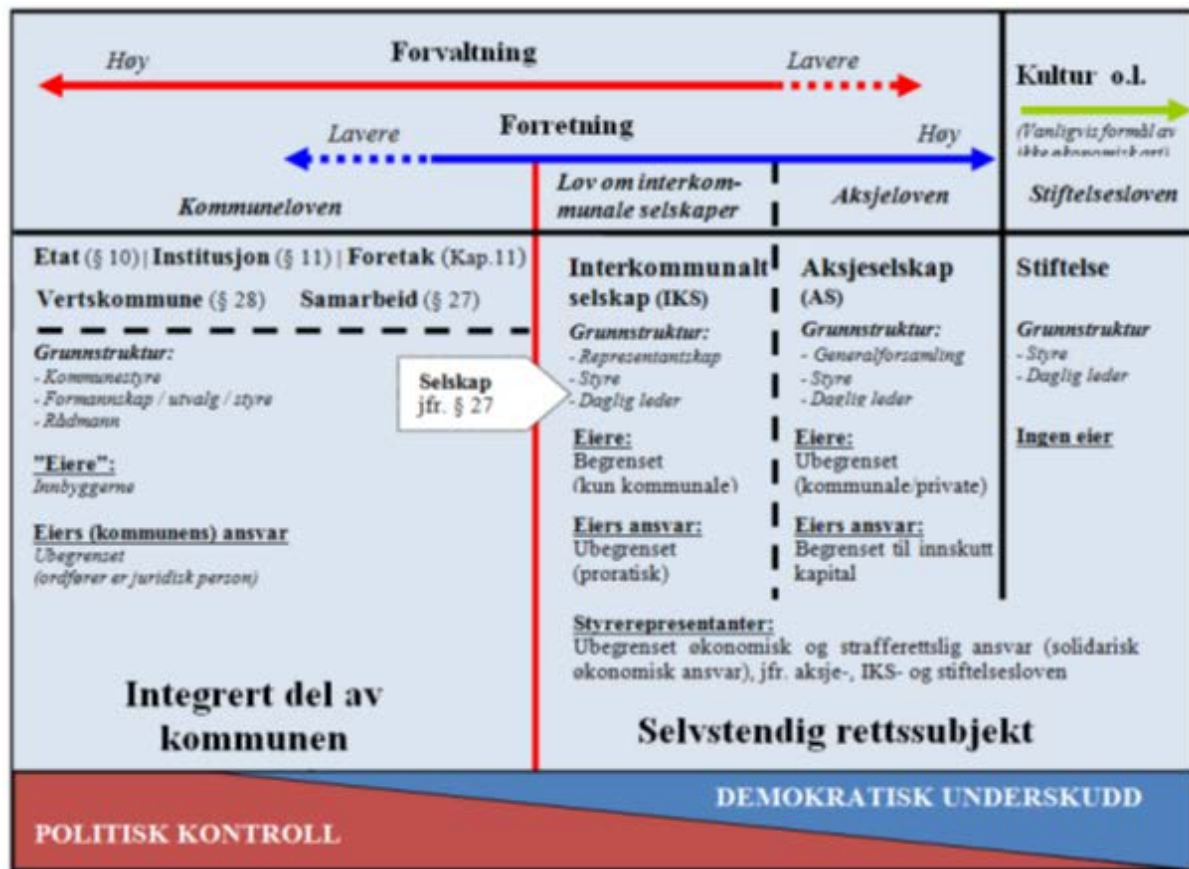 Høy
Forvaltning
Lavere
Kultur o.l.
(Vanligvis formål av
ikke økonomisk art)
Lavere
Forretning
Høy
Kommuneloven
Lov om interkom-
munale selskaper
Aksjeloven
Stiftelsesloven
Etat (§ 10) | Institusjon (§ 11) | Foretak (Kap.11)
Vertskommune (§ 28) Samarbeid (§ 27)
Grunnstruktur:
- Kommunestyre
- Formannskap / utvalg / styre
- Rådmann
"Eiere":
Innbyggerne
Eiers (kommunens) ansvar
Ubegrenset
(ordfører er juridisk person)
Selskap
jfr. § 27
Interkommunalt
selskap (IKS)
Grunnstruktur:
- Representantskap
- Styre
- Daglig leder
Eiere:
Begrenset
(kun kommunale)
Eiers ansvar:
Ubegrenset
(proratisk)
Aksjeselskap
(AS)
Grunnstruktur:
- Generalforsamling
- Styre
- Daglig leder
Eiere:
Ubegrenset
(kommunale/private)
Eiers ansvar:
Begrenset til innskutt
kapital
Stiftelse
Grunnstruktur
- Styre
- Daglig leder
Ingen eier
Styrerepresentanter:
Ubegrenset økonomisk og strafferettslig ansvar (solidarisk
økonomisk ansvar), jfr. aksje-, IKS- og stiftelsesloven
Integrert del av
kommunen
Selvstendig rettssubjekt
DEMOKRATISK UNDERSKUDD
POLITISK KONTROLL